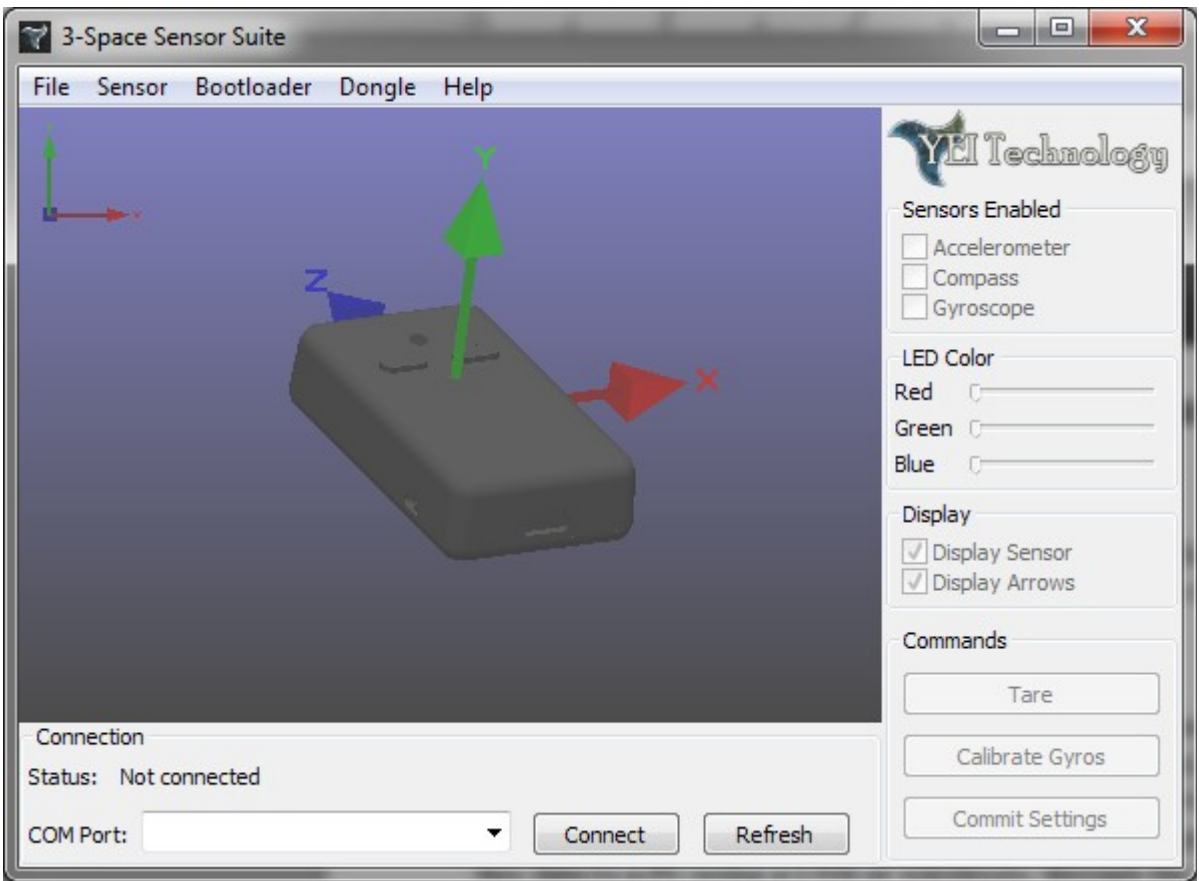 3-Space Sensor Suite
File Sensor Bootloader Dongle Help
YEI Technology
Y
Z
X
Sensors Enabled
Accelerometer
Compass
Gyroscope
LED Color
Red
Green
Blue
Display
Display Sensor
Display Arrows
Commands
Tare
Calibrate Gyros
Commit Settings
Connection
Status: Not connected
COM Port:
Connect
Refresh